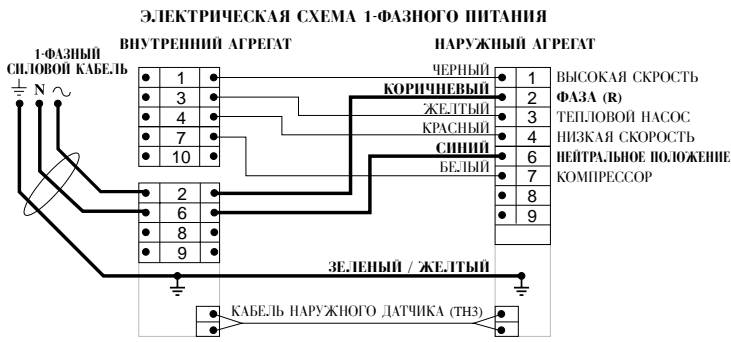 ЭЛЕКТРИЧЕСКАЯ СХЕМА 1-ФАЗНОГО ПИТАНИЯ
ВНУТРЕННИЙ АГРЕГАТ
НАРУЖНЫЙ АГРЕГАТ
1-ФАЗНЫЙ
СИЛОВОЙ КАБЕЛЬ
N
1
3
4
7
10
2
6
8
9
ЧЕРНЫЙ
КОРИЧНЕВЫЙ
ЖЕЛТЫЙ
КРАСНЫЙ
СИНИЙ
БЕЛЫЙ
1 ВЫСОКАЯ СКРОСТЬ
2 ФАЗА (R)
3 ТЕПЛОВОЙ НАСОС
4 НИЗКАЯ СКОРОСТЬ
6 НЕЙТРАЛЬНОЕ ПОЛОЖЕНИЕ
7 КОМПРЕССОР
8
9
ЗЕЛЕНЫЙ / ЖЕЛТЫЙ
КАБЕЛЬ НАРУЖНОГО ДАТЧИКА (ТН3)